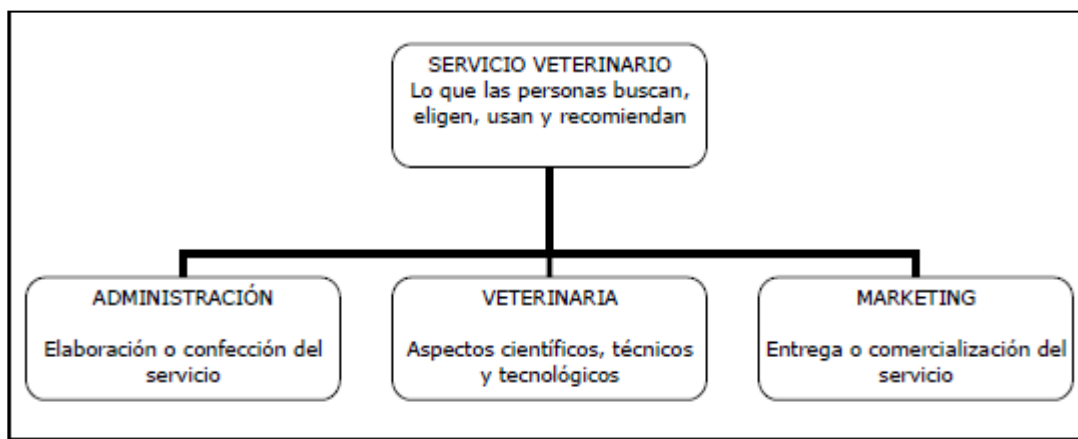 SERVICIO VETERINARIO
Lo que las personas buscan,
eligen, usan y recomiendan
ADMINISTRACIÓN
Elaboración o confección del
servicio
VETERINARIA
Aspectos científicos, técnicos
y tecnológicos
MARKETING
Entrega o comercialización del
servicio